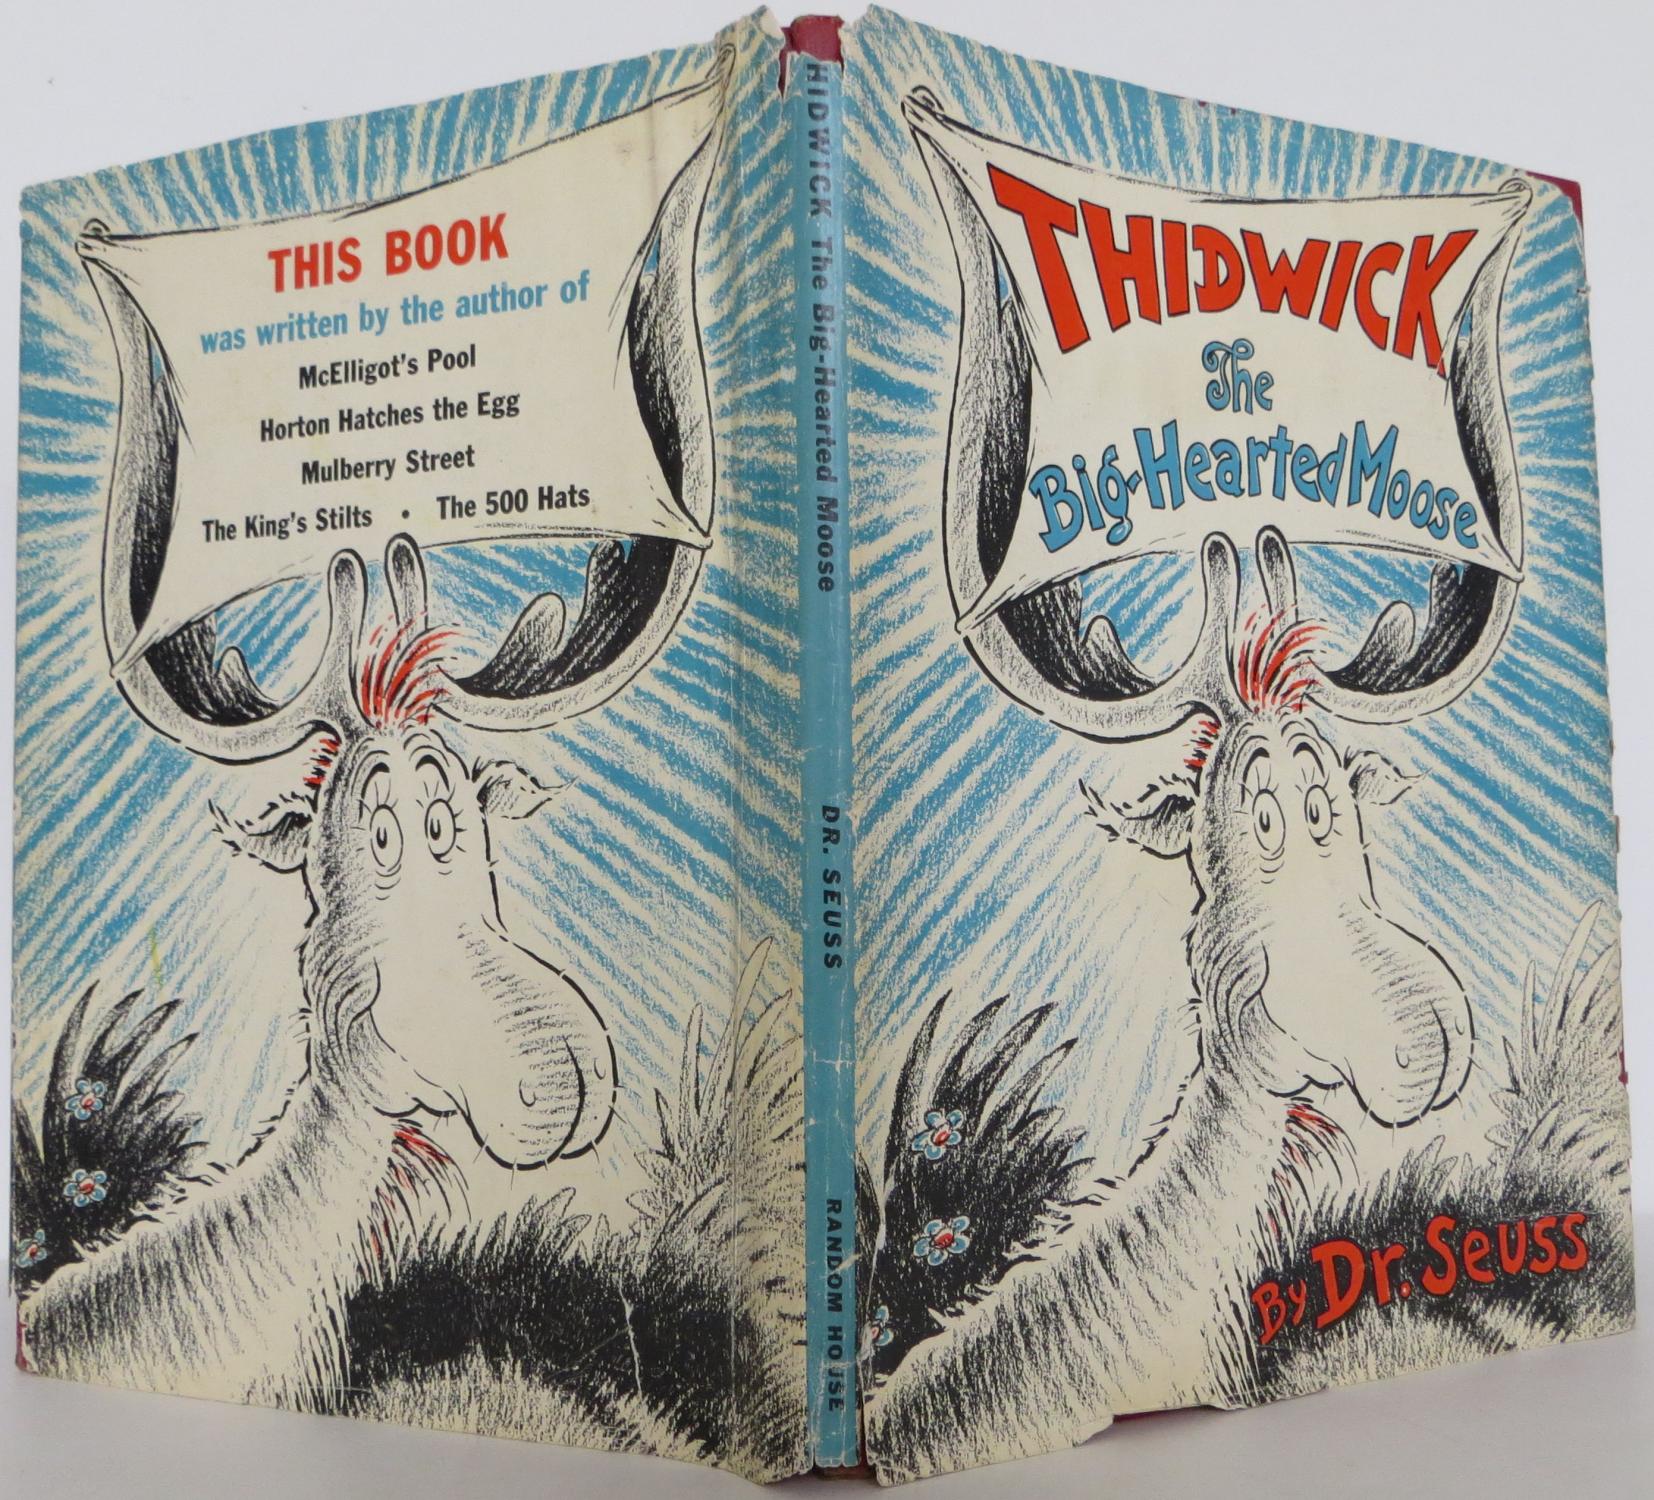 THIS BOOK
was written by the author of
McElligot's Pool
Horton Hatches the Egg
Mulberry Street
The King's Stilts • The 500 Hats
HIDWICK The Big-Hearted Moose DR. SEUSS RANDOM HOUSE
THIDWICK
The
Big-Hearted Moose
By Dr. Seuss